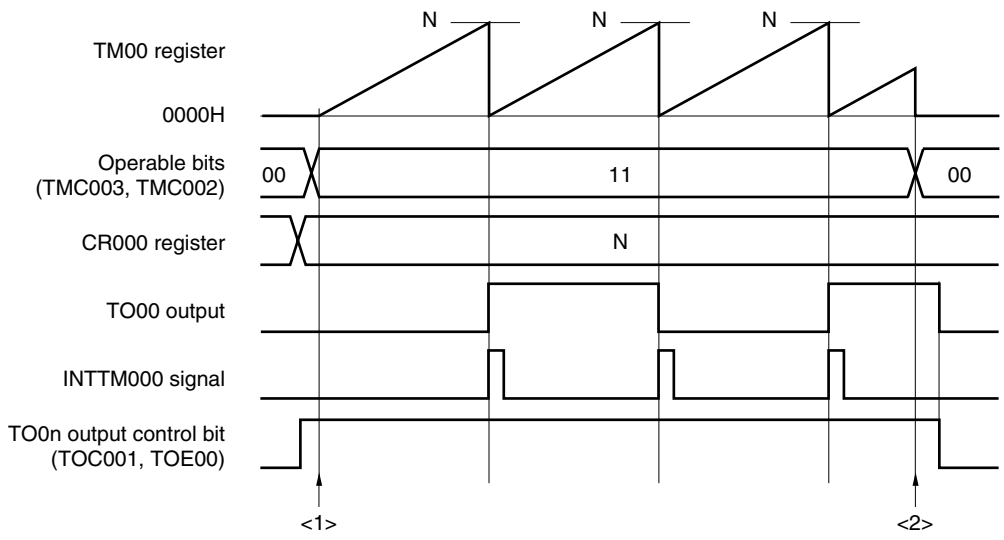 N N N
TM00 register
0000H
Operable bits
(TMC003, TMC002)
00 11 00
CR000 register
N
TO00 output
INTTM000 signal
TO0n output control bit
(TOC001, TOE00)
<1> <2>